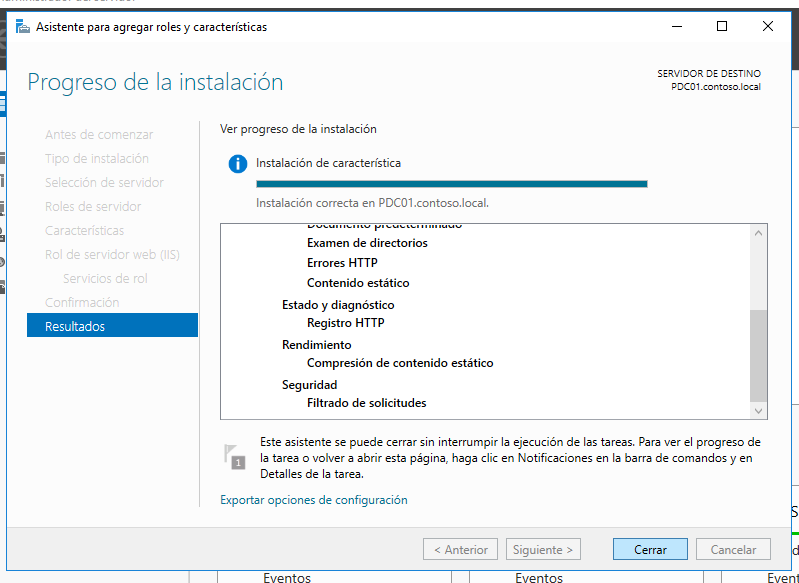 Asistente para agregar roles y características
Progreso de la instalación
SERVIDOR DE DESTINO
PDC01.contoso.local
Antes de comenzar
Tipo de instalación
Selección de servidor
Roles de servidor
Características
Rol de servidor web (IIS)
Servicios de rol
Confirmación
Resultados
Ver progreso de la instalación
Instalación de característica
Instalación correcta en PDC01.contoso.local.
Documento predeterminado
Examen de directorios
Errores HTTP
Contenido estático
Estado y diagnóstico
Registro HTTP
Rendimiento
Compresión de contenido estático
Seguridad
Filtrado de solicitudes
1
Este asistente se puede cerrar sin interrumpir la ejecución de las tareas. Para ver el progreso de
la tarea o volver a abrir esta página, haga clic en Notificaciones en la barra de comandos y en
Detalles de la tarea.
Exportar opciones de configuración
< Anterior
Siguiente >
Cerrar
Cancelar
Eventos
Eventos